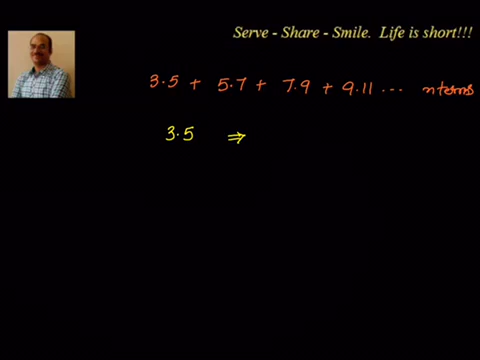 Serve - Share - Smile. Life is short!!!
3.5 + 5.7 + 7.9 + 9.11 ... n terms
3.5 ⇒